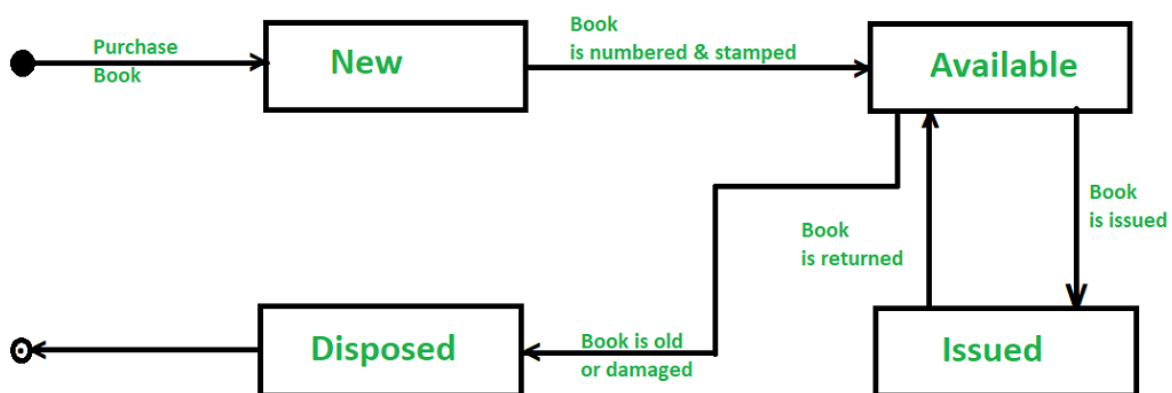 Purchase
Book
New
Book
is numbered & stamped
Available
Book
is returned
Book
is issued
Disposed
Book is old
or damaged
Issued